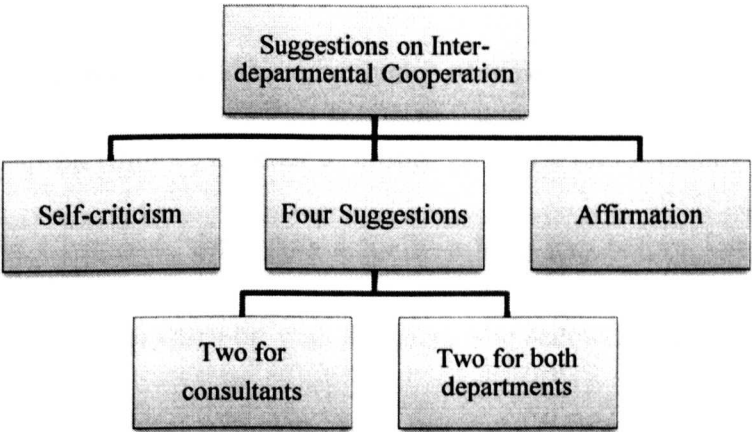 Suggestions on Inter-
departmental Cooperation
Self-criticism
Four Suggestions
Affirmation
Two for
consultants
Two for both
departments